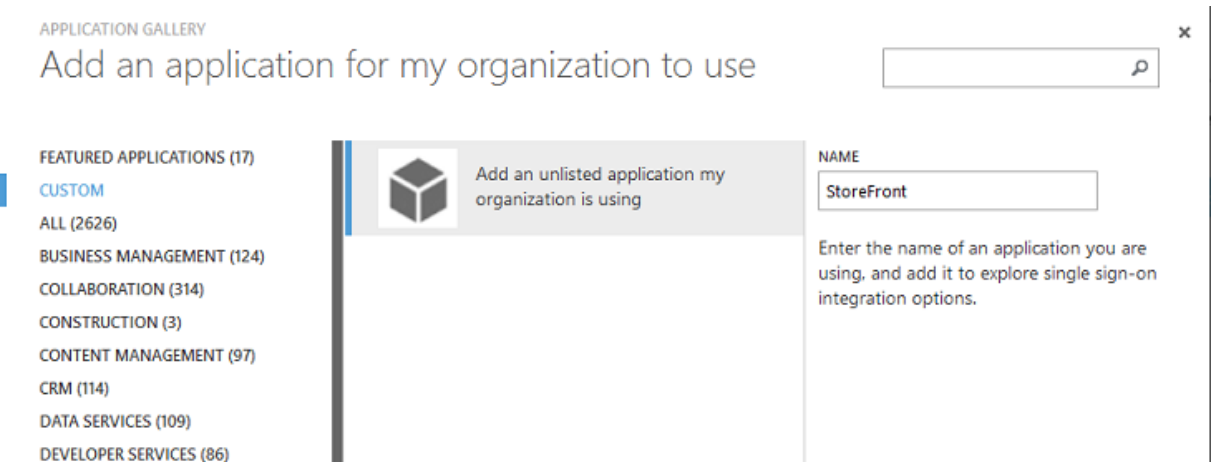 APPLICATION GALLERY
Add an application for my organization to use
FEATURED APPLICATIONS (17)
CUSTOM
ALL (2626)
BUSINESS MANAGEMENT (124)
COLLABORATION (314)
CONSTRUCTION (3)
CONTENT MANAGEMENT (97)
CRM (114)
DATA SERVICES (109)
DEVELOPER SERVICES (86)
Add an unlisted application my
organization is using
NAME
StoreFront
Enter the name of an application you are
using, and add it to explore single sign-on
integration options.